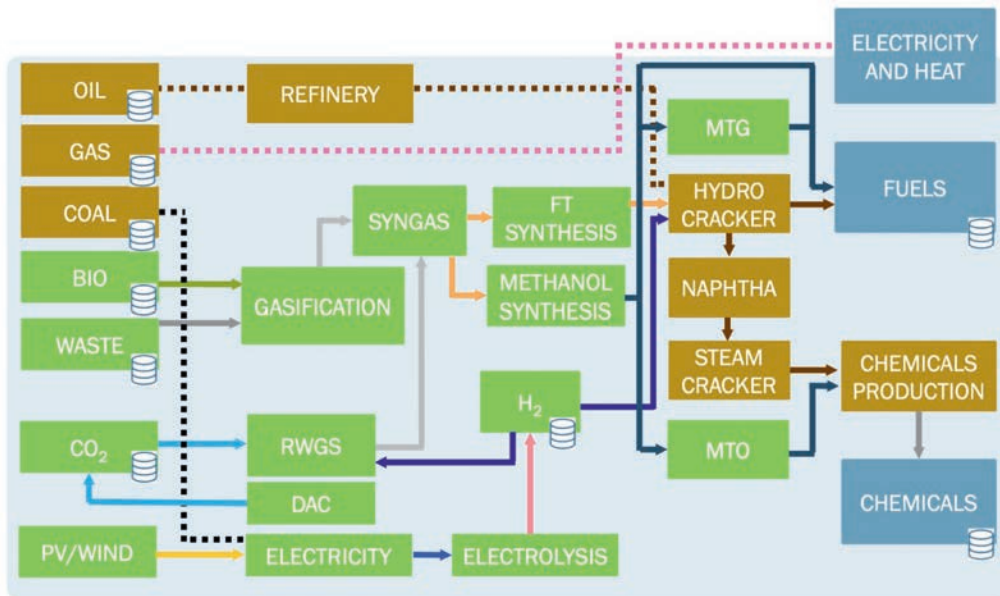 ELECTRICITY
AND HEAT
OIL
REFINERY
GAS
MTG
COAL
SYNGAS
FT
SYNTHESIS
HYDRO
CRACKER
FUELS
BIO
GASIFICATION
METHANOL
SYNTHESIS
NAPHTHA
WASTE
STEAM
CRACKER
CHEMICALS
PRODUCTION
H₂
CO₂
RWGS
MTO
DAC
CHEMICALS
PV/WIND
ELECTRICITY
ELECTROLYSIS